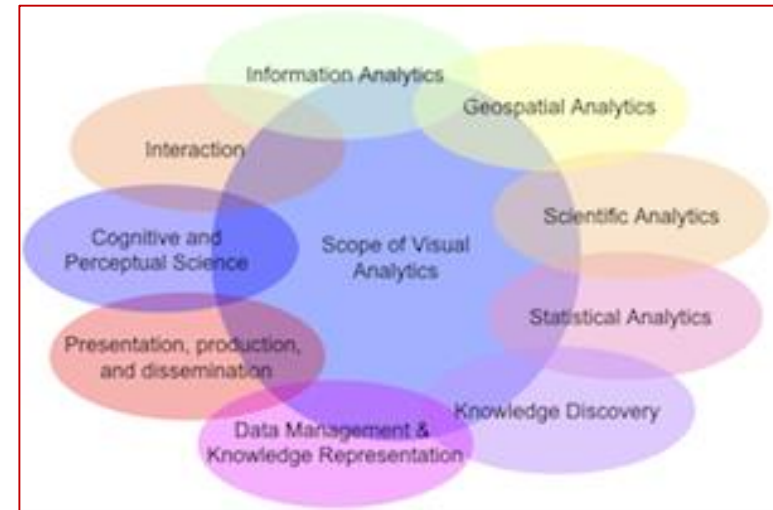 Information Analytics
Geospatial Analytics
Interaction
Scientific Analytics
Cognitive and
Perceptual Science
Scope of Visual
Analytics
Statistical Analytics
Presentation, production,
and dissemination
Knowledge Discovery
Data Management &
Knowledge Representation